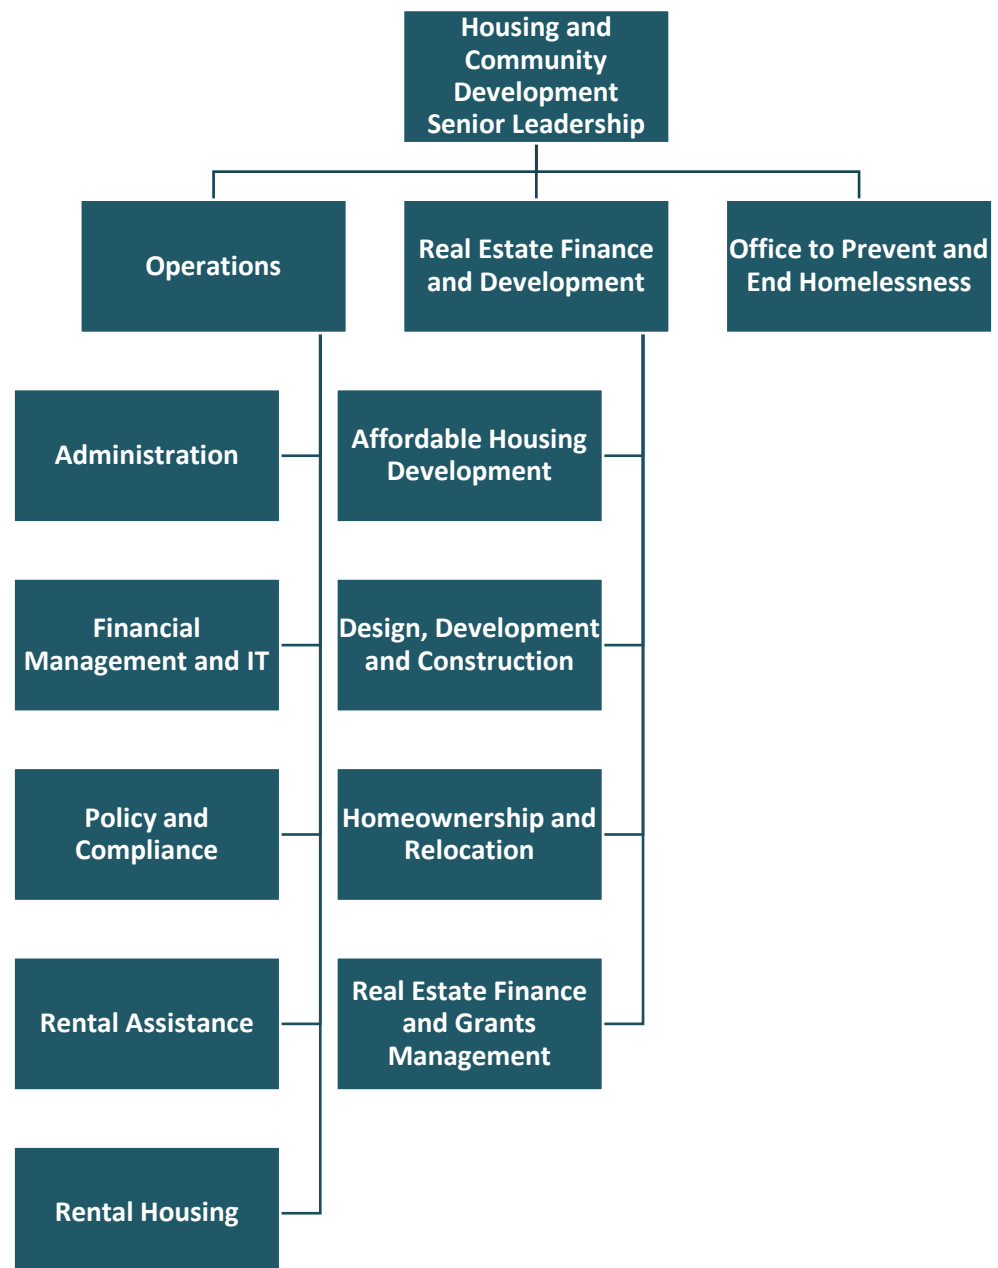 Housing and
Community
Development
Senior Leadership
Operations
Real Estate Finance
and Development
Office to Prevent and
End Homelessness
Administration
Affordable Housing
Development
Financial
Management and IT
Design, Development
and Construction
Policy and
Compliance
Homeownership and
Relocation
Rental Assistance
Real Estate Finance
and Grants
Management
Rental Housing